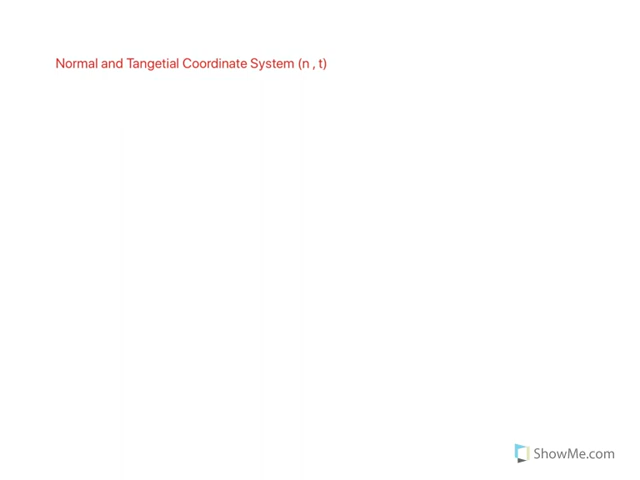 Normal and Tangetial Coordinate System (n , t)
ShowMe.com